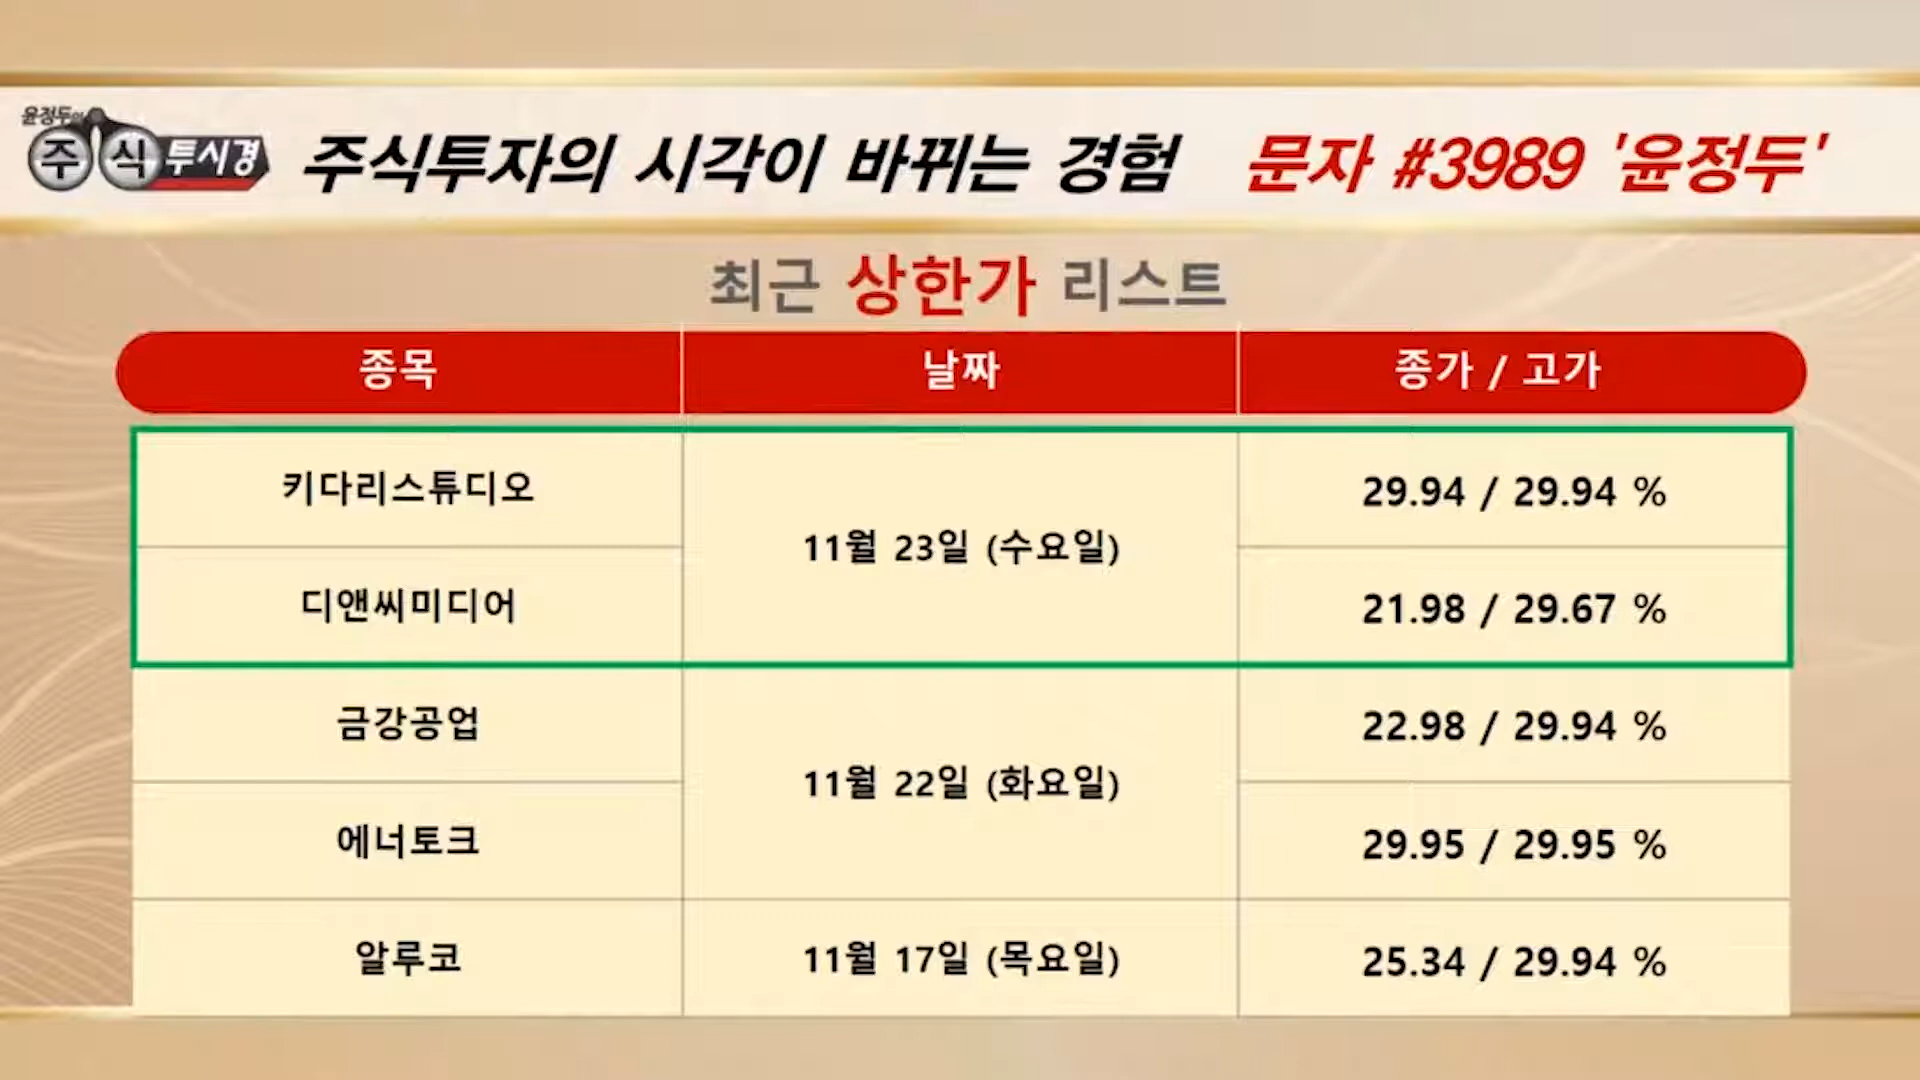 윤정두의
주식투시경
주식투자의 시각이 바뀌는 경험 문자 #3989 '윤정두'
최근 상한가 리스트
종목 날짜 종가 / 고가
키다리스튜디오 29.94 / 29.94 %
11월 23일 (수요일)
디앤씨미디어 21.98 / 29.67 %
금강공업 22.98 / 29.94 %
11월 22일 (화요일)
에너토크 29.95 / 29.95 %
알루코 11월 17일 (목요일) 25.34 / 29.94 %